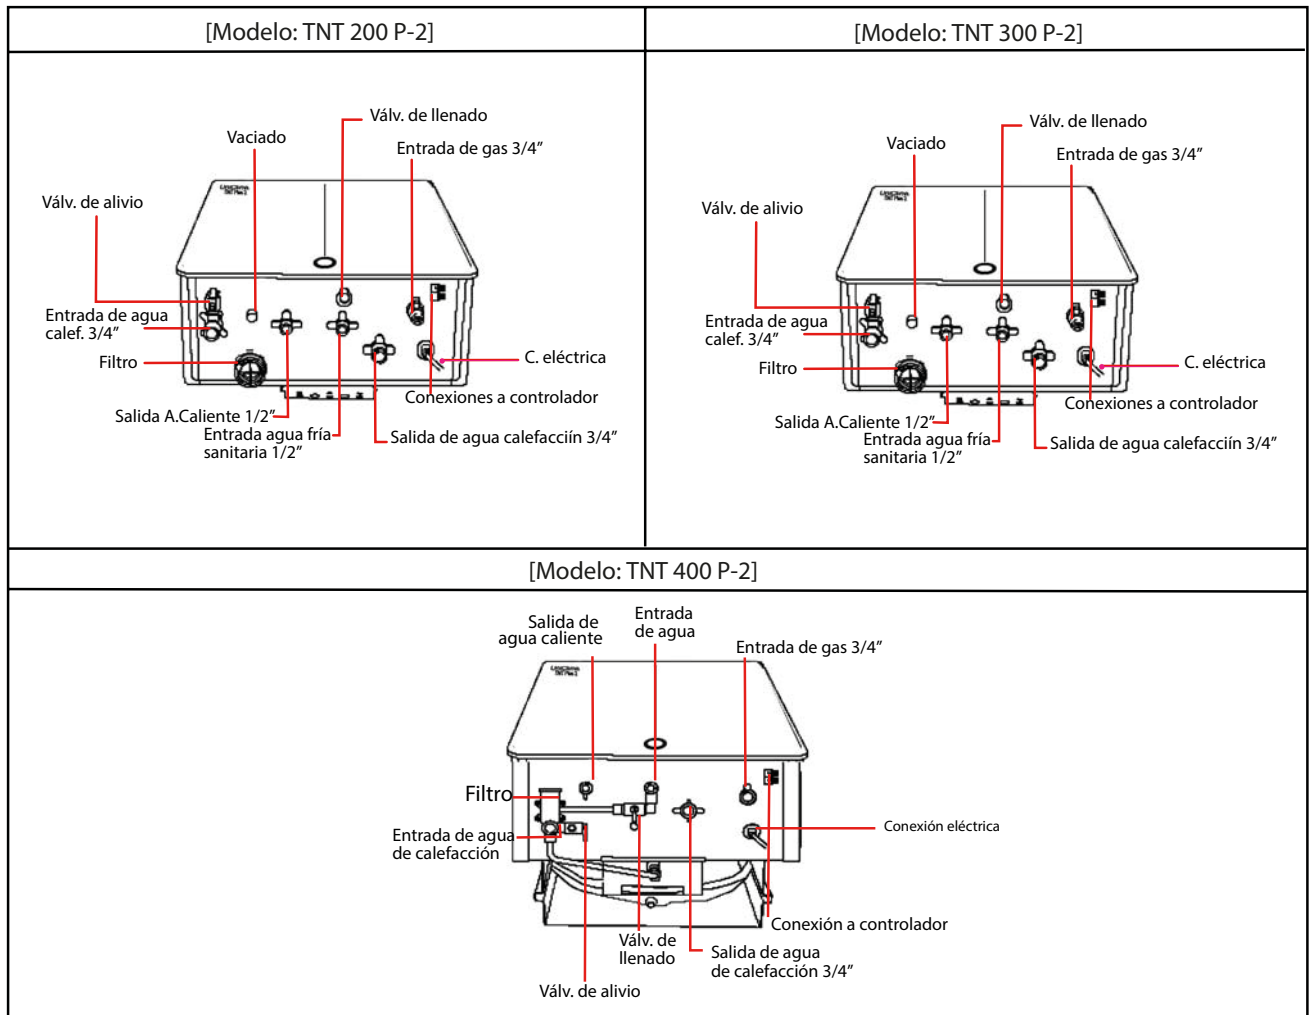 [Modelo: TNT 200 P-2]
[Modelo: TNT 300 P-2]
Válv. de llenado
Vaciado
Entrada de gas 3/4"
Válv. de alivio
Entrada de agua
calef. 3/4"
Filtro
C. eléctrica
Conexiones a controlador
Salida A.Caliente 1/2"
Entrada agua fría
sanitaria 1/2"
Salida de agua calefacciín 3/4"
Válv. de llenado
Vaciado
Entrada de gas 3/4"
Válv. de alivio
Entrada de agua
calef. 3/4"
Filtro
C. eléctrica
Conexiones a controlador
Salida A.Caliente 1/2"
Entrada agua fría
sanitaria 1/2"
Salida de agua calefacciín 3/4"
[Modelo: TNT 400 P-2]
Salida de
agua caliente
Entrada
de agua
Entrada de gas 3/4"
Filtro
Entrada de agua
de calefacción
Conexión eléctrica
Conexión a controlador
Válv. de
llenado
Salida de agua
de calefacción 3/4"
Válv. de alivio